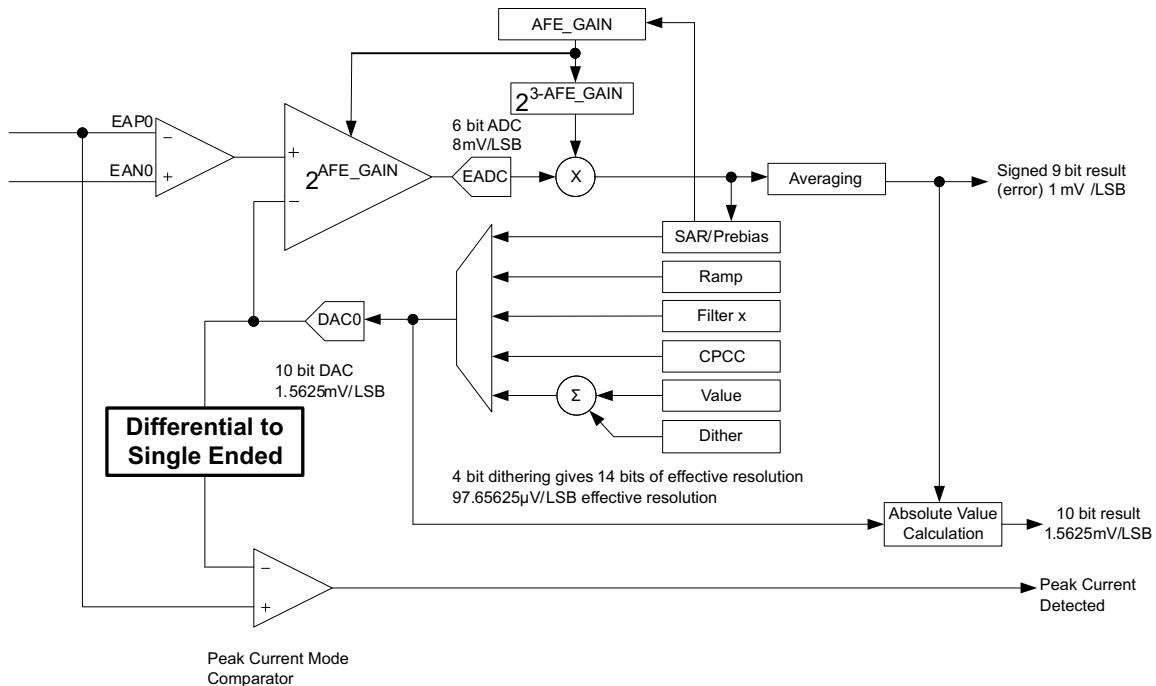 AFE_GAIN
2 3-AFE_GAIN
6 bit ADC
8mV/LSB
EAP0
−
EAN0
+
+
2 AFE_GAIN
−
EADC
X
Averaging
Signed 9 bit result
(error) 1 mV /LSB
SAR/Prebias
Ramp
Filter x
CPCC
Value
Dither
Σ
DAC0
10 bit DAC
1.5625mV/LSB
Differential to
Single Ended
4 bit dithering gives 14 bits of effective resolution
97.65625µV/LSB effective resolution
Absolute Value
Calculation
10 bit result
1.5625mV/LSB
−
+
Peak Current
Detected
Peak Current Mode
Comparator